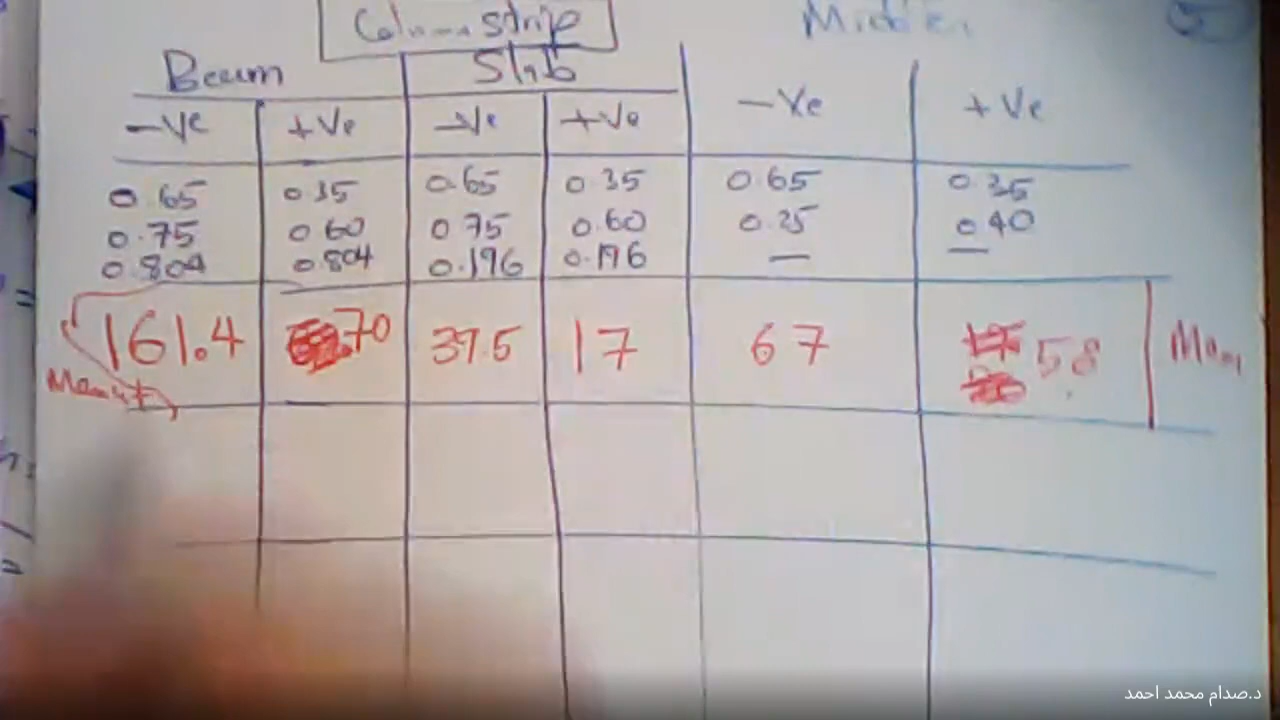 Column strip
Beam Slab
-Ve +Ve -Ve +Ve -Ve +Ve
0.65 0.35 0.65 0.35 0.65 0.35
0.75 0.60 0.75 0.60 0.25 0.40
0.804 0.804 0.196 0.196 — —
161.4 70 39.5 17 67 58
د.صدام محمد احمد